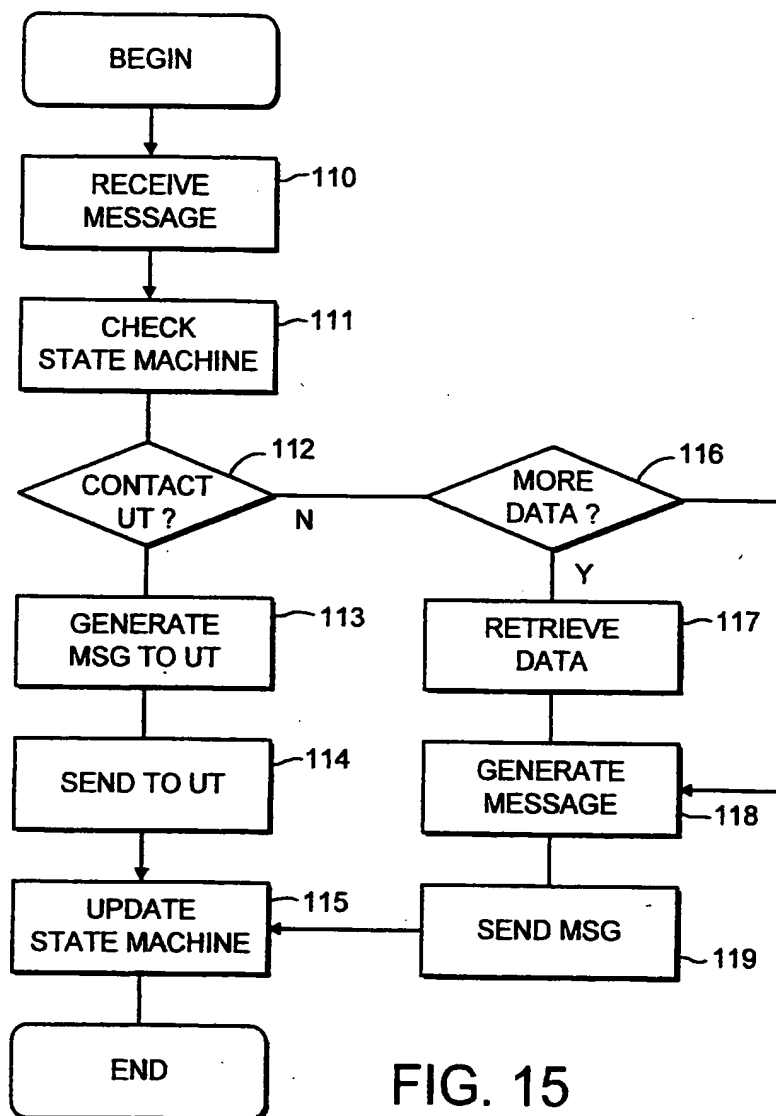 BEGIN
RECEIVE
MESSAGE
110
CHECK
STATE MACHINE
111
CONTACT
UT ?
112
N
MORE
DATA ?
116
Y
GENERATE
MSG TO UT
113
RETRIEVE
DATA
117
SEND TO UT
114
GENERATE
MESSAGE
118
UPDATE
STATE MACHINE
115
SEND MSG
119
END
FIG. 15